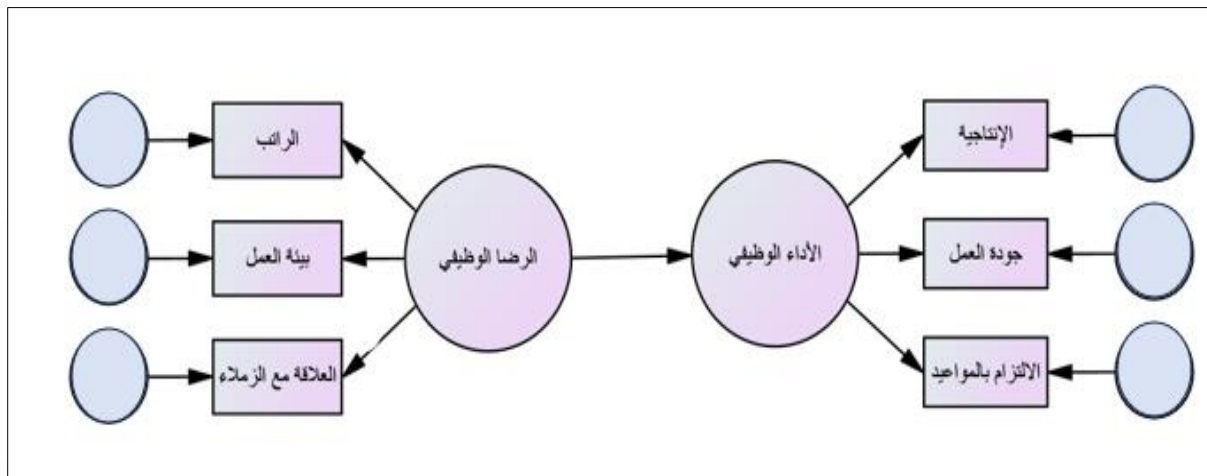 الراتب
الإنتاجية
الرضا الوظيفي
الأداء الوظيفي
بيئة العمل
جودة العمل
العلاقة مع الزملاء
الالتزام بالمواعيد